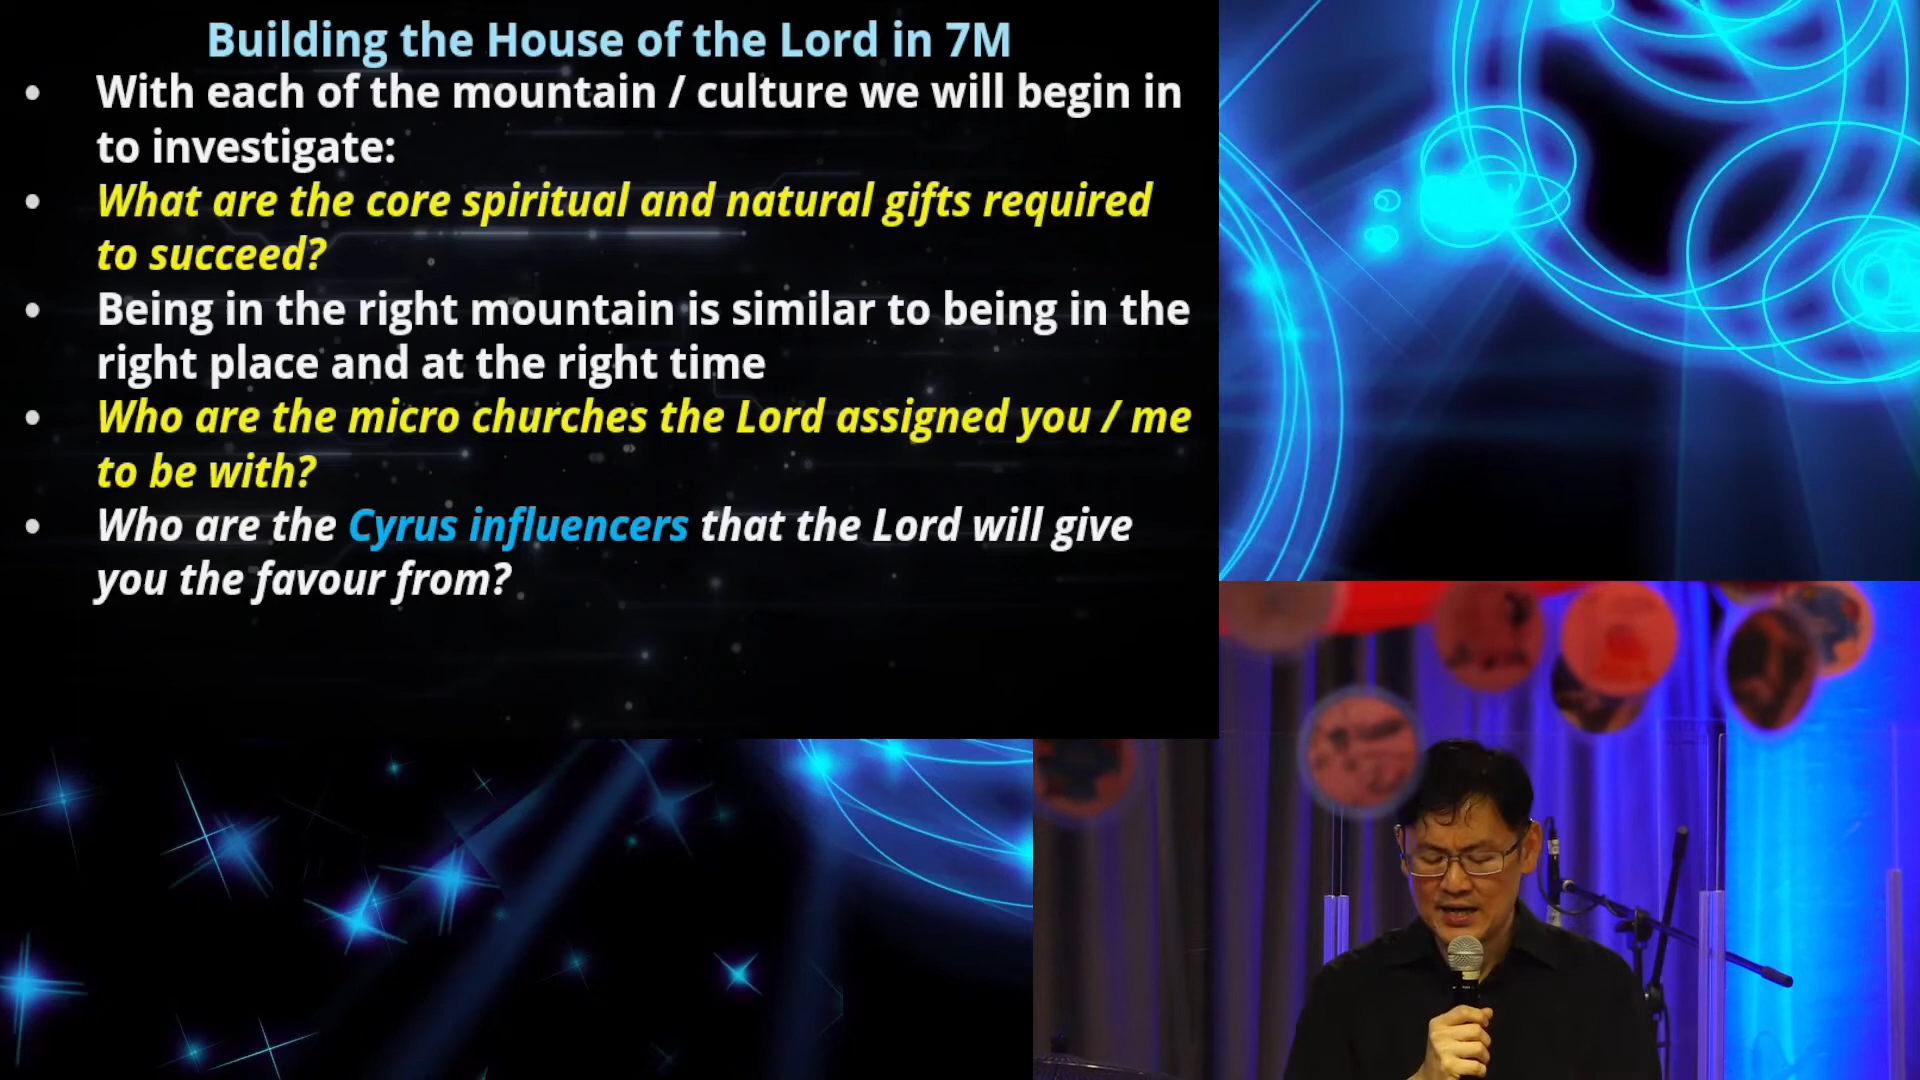 Building the House of the Lord in 7M
• With each of the mountain / culture we will begin in
to investigate:
• What are the core spiritual and natural gifts required
to succeed?
• Being in the right mountain is similar to being in the
right place and at the right time
• Who are the micro churches the Lord assigned you / me
to be with?
• Who are the Cyrus influencers that the Lord will give
you the favour from?